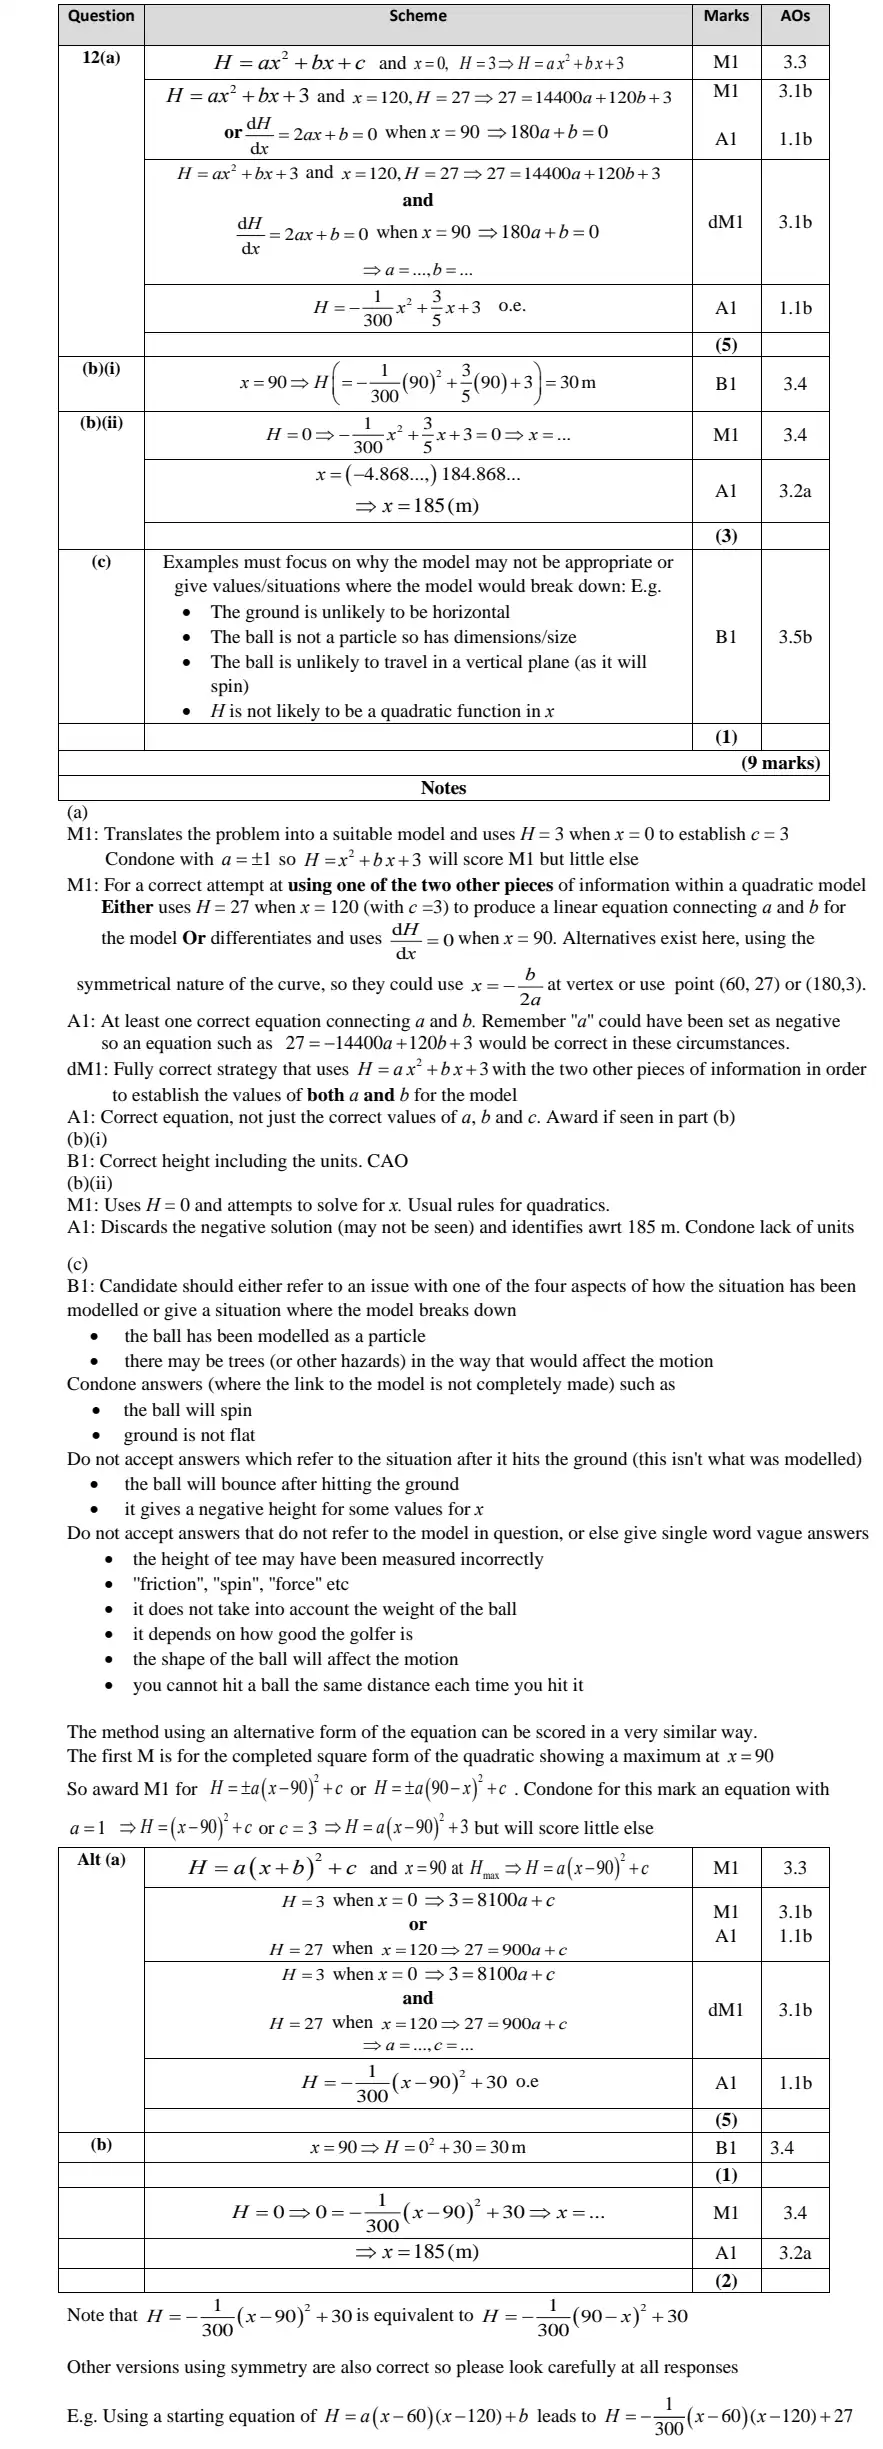 Question Scheme Marks AOs
12(a) H = ax² + bx + c and x = 0, H = 3 ⇒ H = ax² + bx + 3 M1 3.3
H = ax² + bx + 3 and x = 120, H = 27 ⇒ 27 = 14400a + 120b + 3 M1 3.1b
or dH/dx = 2ax + b = 0 when x = 90 ⇒ 180a + b = 0 A1 1.1b
H = ax² + bx + 3 and x = 120, H = 27 ⇒ 27 = 14400a + 120b + 3
and
dH/dx = 2ax + b = 0 when x = 90 ⇒ 180a + b = 0 dM1 3.1b
⇒ a = ..., b = ...
H = -1/300 x² + 3/5 x + 3 o.e. A1 1.1b
(5)
(b)(i) x = 90 ⇒ H( = -1/300 (90)² + 3/5 (90) + 3 ) = 30 m B1 3.4
(b)(ii) H = 0 ⇒ -1/300 x² + 3/5 x + 3 = 0 ⇒ x = ... M1 3.4
x = (-4.868...,) 184.868...
⇒ x = 185 (m) A1 3.2a
(3)
(c) Examples must focus on why the model may not be appropriate or
give values/situations where the model would break down: E.g.
• The ground is unlikely to be horizontal
• The ball is not a particle so has dimensions/size B1 3.5b
• The ball is unlikely to travel in a vertical plane (as it will
spin)
• H is not likely to be a quadratic function in x
(1)
(9 marks)
Notes
(a)
M1: Translates the problem into a suitable model and uses H = 3 when x = 0 to establish c = 3
Condone with a = ±1 so H = x² + bx + 3 will score M1 but little else
M1: For a correct attempt at using one of the two other pieces of information within a quadratic model
Either uses H = 27 when x = 120 (with c =3) to produce a linear equation connecting a and b for
the model Or differentiates and uses dH/dx = 0 when x = 90. Alternatives exist here, using the
symmetrical nature of the curve, so they could use x = -b/2a at vertex or use point (60, 27) or (180,3).
A1: At least one correct equation connecting a and b. Remember "a" could have been set as negative
so an equation such as 27 = -14400a + 120b + 3 would be correct in these circumstances.
dM1: Fully correct strategy that uses H = ax² + bx + 3 with the two other pieces of information in order
to establish the values of both a and b for the model
A1: Correct equation, not just the correct values of a, b and c. Award if seen in part (b)
(b)(i)
B1: Correct height including the units. CAO
(b)(ii)
M1: Uses H = 0 and attempts to solve for x. Usual rules for quadratics.
A1: Discards the negative solution (may not be seen) and identifies awrt 185 m. Condone lack of units
(c)
B1: Candidate should either refer to an issue with one of the four aspects of how the situation has been
modelled or give a situation where the model breaks down
• the ball has been modelled as a particle
• there may be trees (or other hazards) in the way that would affect the motion
Condone answers (where the link to the model is not completely made) such as
• the ball will spin
• ground is not flat
Do not accept answers which refer to the situation after it hits the ground (this isn't what was modelled)
• the ball will bounce after hitting the ground
• it gives a negative height for some values for x
Do not accept answers that do not refer to the model in question, or else give single word vague answers
• the height of tee may have been measured incorrectly
• "friction", "spin", "force" etc
• it does not take into account the weight of the ball
• it depends on how good the golfer is
• the shape of the ball will affect the motion
• you cannot hit a ball the same distance each time you hit it
The method using an alternative form of the equation can be scored in a very similar way.
The first M is for the completed square form of the quadratic showing a maximum at x = 90
So award M1 for H = ±a(x - 90)² + c or H = ±a(90 - x)² + c . Condone for this mark an equation with
a = 1 ⇒ H = (x - 90)² + c or c = 3 ⇒ H = a(x - 90)² + 3 but will score little else
Alt (a) H = a(x + b)² + c and x = 90 at Hmax ⇒ H = a(x - 90)² + c M1 3.3
H = 3 when x = 0 ⇒ 3 = 8100a + c M1 3.1b
or
H = 27 when x = 120 ⇒ 27 = 900a + c A1 1.1b
H = 3 when x = 0 ⇒ 3 = 8100a + c
and
H = 27 when x = 120 ⇒ 27 = 900a + c dM1 3.1b
⇒ a = ..., c = ...
H = -1/300 (x - 90)² + 30 o.e A1 1.1b
(5)
(b) x = 90 ⇒ H = 0² + 30 = 30 m B1 3.4
(1)
H = 0 ⇒ 0 = -1/300 (x - 90)² + 30 ⇒ x = ... M1 3.4
⇒ x = 185 (m) A1 3.2a
(2)
Note that H = -1/300 (x - 90)² + 30 is equivalent to H = -1/300 (90 - x)² + 30
Other versions using symmetry are also correct so please look carefully at all responses
E.g. Using a starting equation of H = a(x - 60)(x - 120) + b leads to H = -1/300 (x - 60)(x - 120) + 27